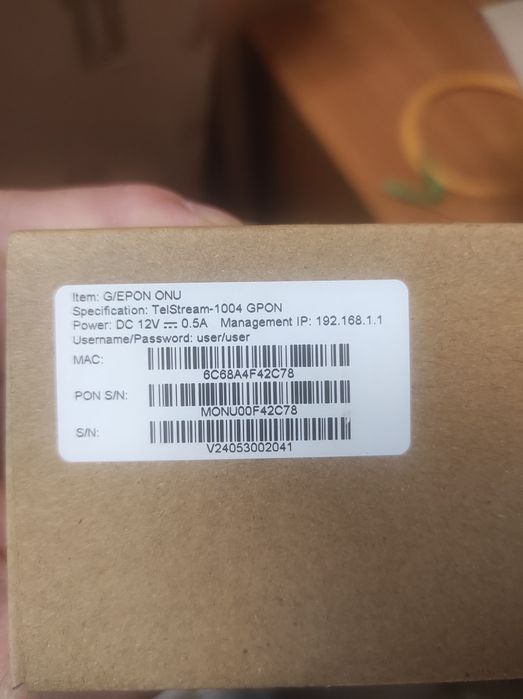 Item: G/EPON ONU
Specification: TelStream-1004 GPON
Power: DC 12V ⎓ 0.5A Management IP: 192.168.1.1
Username/Password: user/user
MAC:
6C68A4F42C78
PON S/N:
MONU00F42C78
S/N:
V24053002041